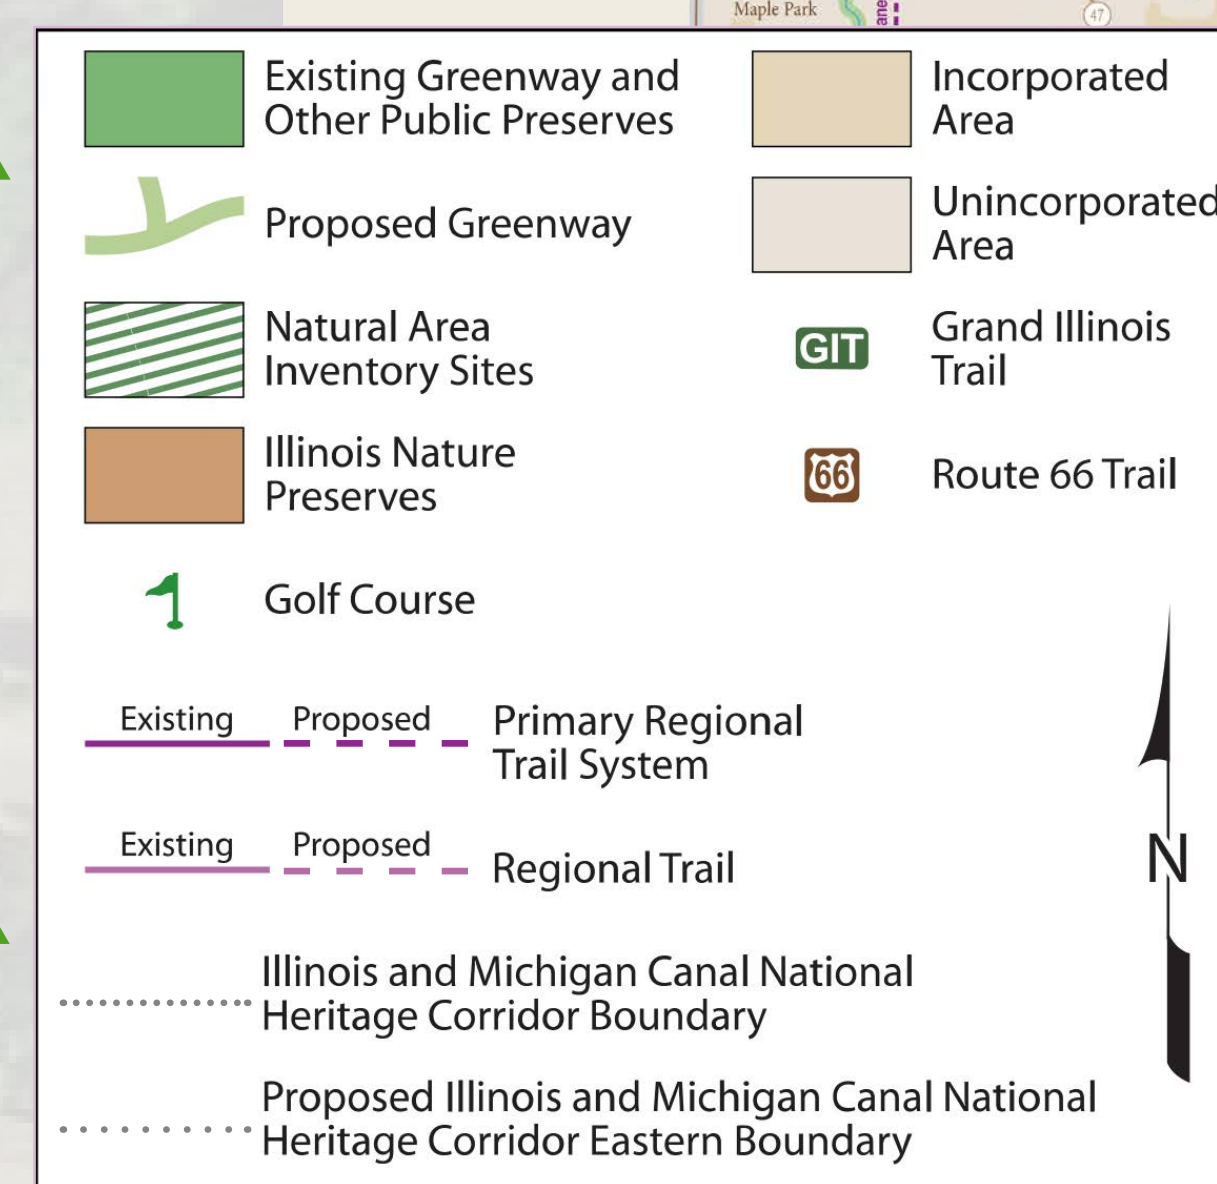 Maple Park
ane
47
Existing Greenway and
Other Public Preserves
Proposed Greenway
Natural Area
Inventory Sites
Illinois Nature
Preserves
Golf Course
Incorporated
Area
Unincorporated
Area
GIT
Grand Illinois
Trail
66
Route 66 Trail
Existing Proposed
Primary Regional
Trail System
Existing Proposed
Regional Trail
N
Illinois and Michigan Canal National
Heritage Corridor Boundary
Proposed Illinois and Michigan Canal National
Heritage Corridor Eastern Boundary